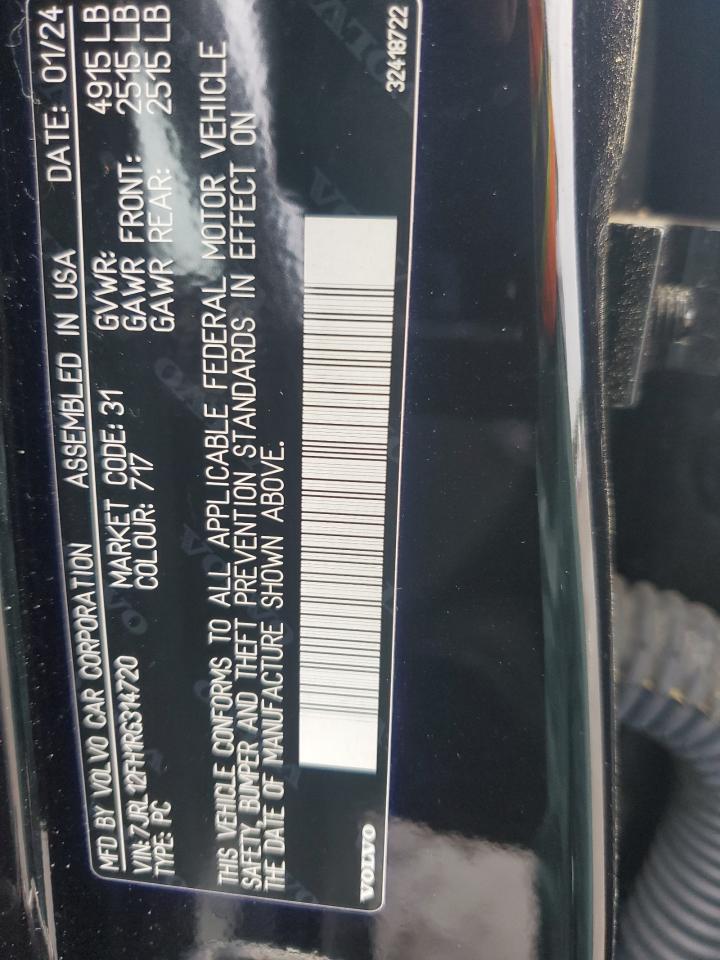 MFD BY VOLVO CAR CORPORATION ASSEMBLED IN USA DATE: 01/24
VIN: 7JRL12FH1RG314720 MARKET CODE: 31 GVWR: 4915 LB
TYPE: PC COLOUR: 717 GAWR FRONT: 2515 LB
GAWR REAR: 2515 LB
THIS VEHICLE CONFORMS TO ALL APPLICABLE FEDERAL MOTOR VEHICLE
SAFETY, BUMPER AND THEFT PREVENTION STANDARDS IN EFFECT ON
THE DATE OF MANUFACTURE SHOWN ABOVE.
VOLVO 32418722